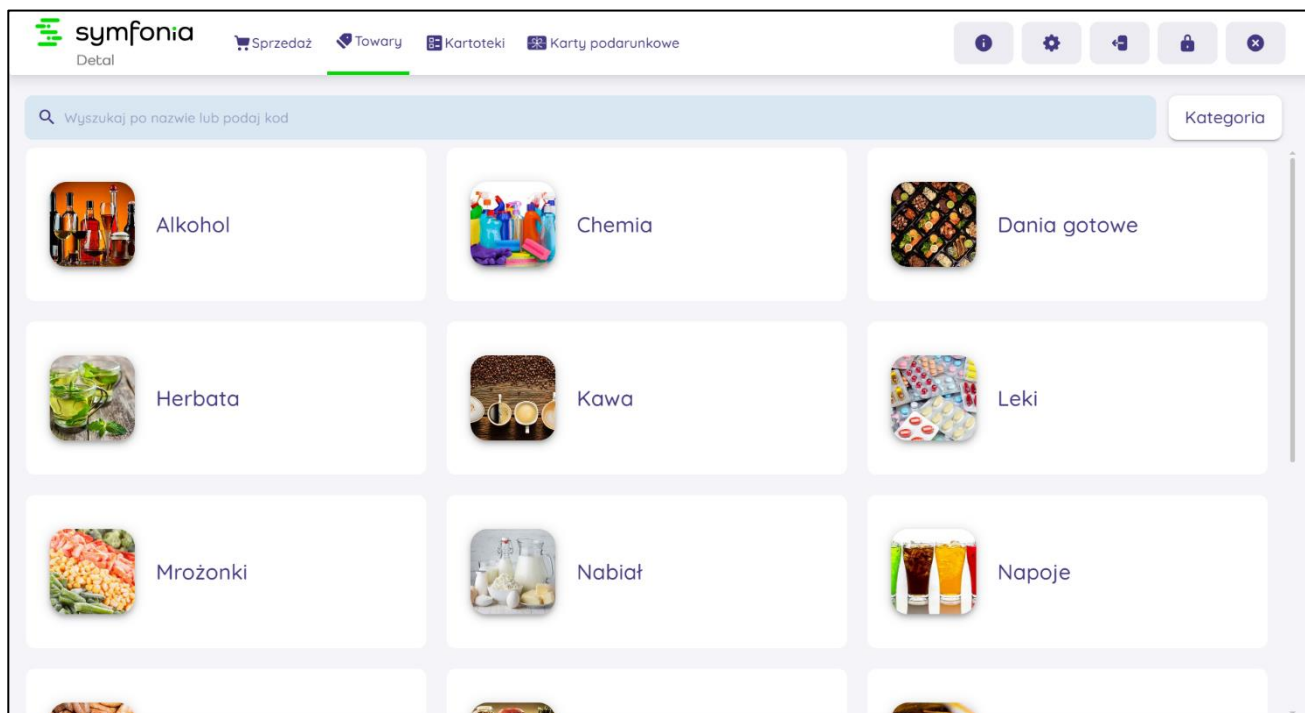 symfonia
Detal
Sprzedaż Towary Kartoteki Karty podarunkowe
Wyszukaj po nazwie lub podaj kod Kategoria
Alkohol Chemia Dania gotowe
Herbata Kawa Leki
Mrożonki Nabiał Napoje